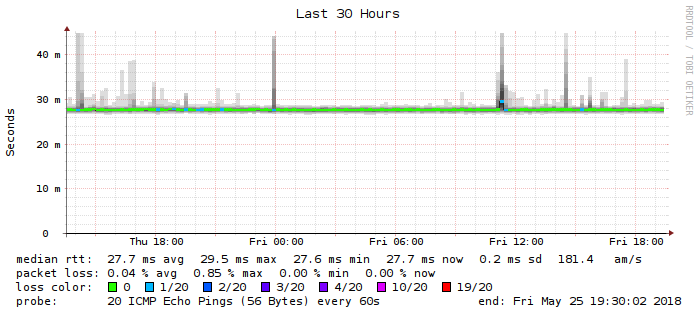 Last 30 Hours
RRDTOOL / TOBI OETIKER
Seconds
40 m
30 m
20 m
10 m
0
Thu 18:00 Fri 00:00 Fri 06:00 Fri 12:00 Fri 18:00
median rtt: 27.7 ms avg 29.5 ms max 27.6 ms min 27.7 ms now 0.2 ms sd 181.4 am/s
packet loss: 0.04 % avg 0.85 % max 0.00 % min 0.00 % now
loss color: 0 1/20 2/20 3/20 4/20 10/20 19/20
probe: 20 ICMP Echo Pings (56 Bytes) every 60s end: Fri May 25 19:30:02 2018